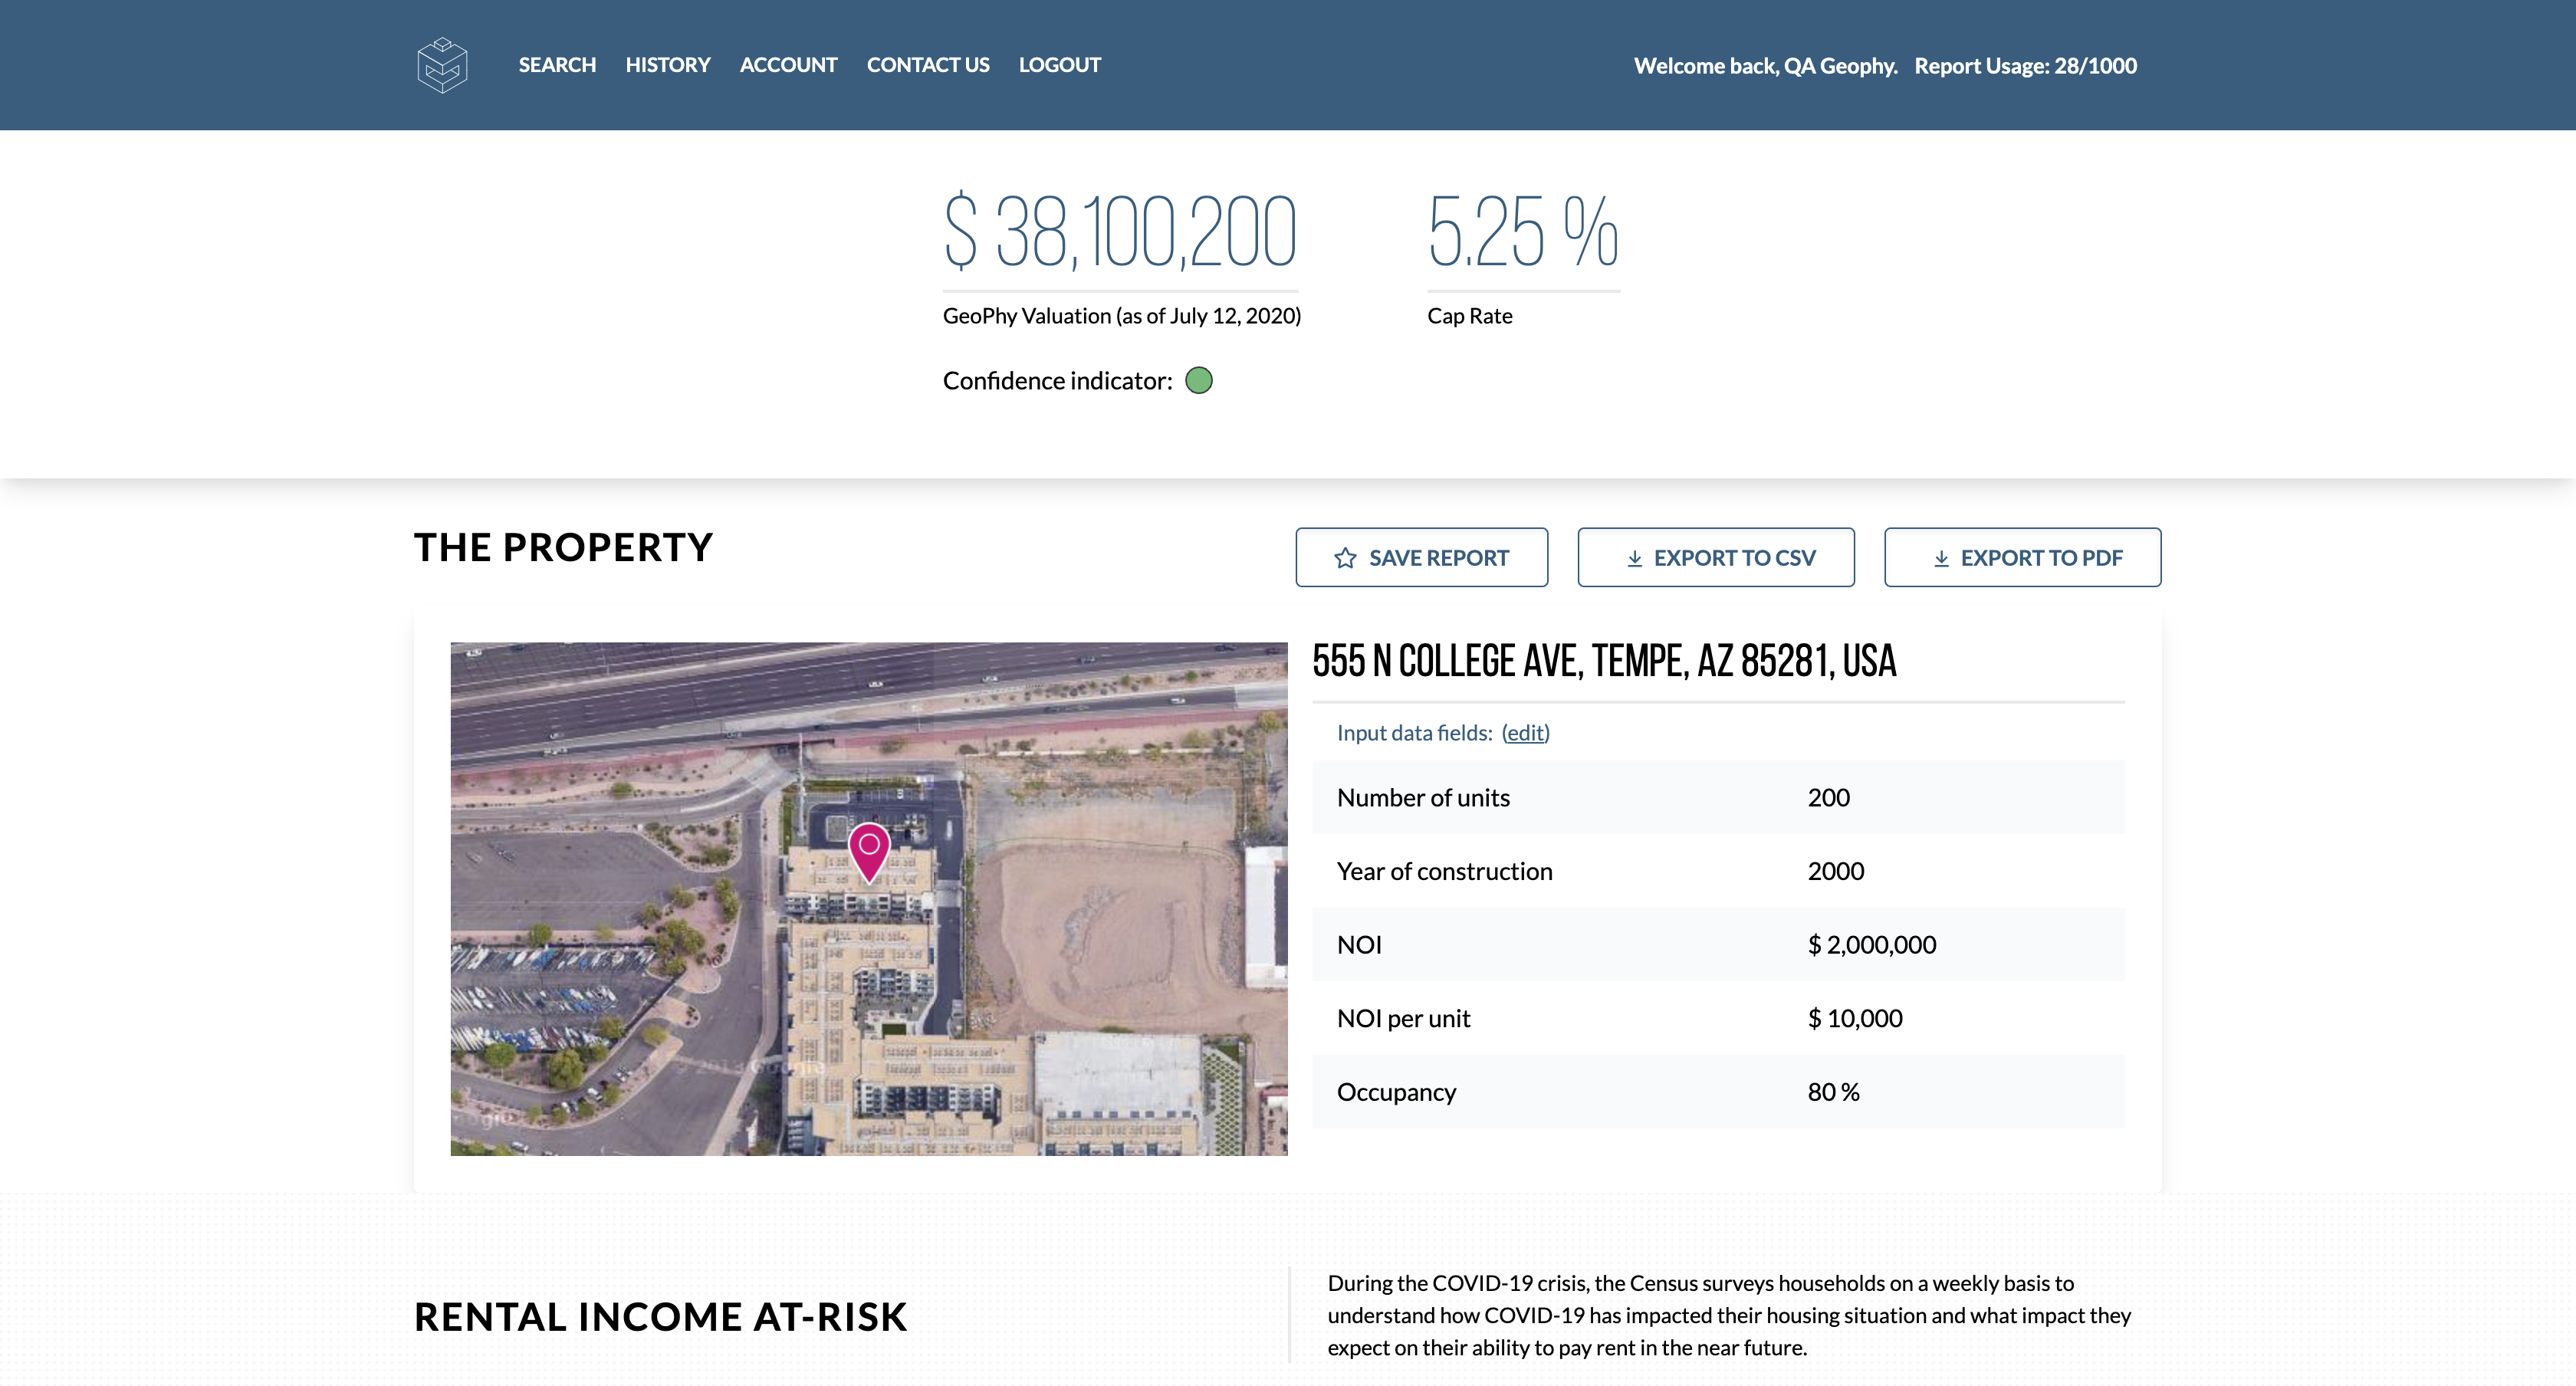 SEARCH HISTORY ACCOUNT CONTACT US LOGOUT
Welcome back, QA Geophy. Report Usage: 28/1000
$ 38,100,200
5.25 %
GeoPhy Valuation (as of July 12, 2020)
Cap Rate
Confidence indicator:
THE PROPERTY
SAVE REPORT
EXPORT TO CSV
EXPORT TO PDF
555 N COLLEGE AVE, TEMPE, AZ 85281, USA
Input data fields: (edit)
Number of units 200
Year of construction 2000
NOI $ 2,000,000
NOI per unit $ 10,000
Occupancy 80 %
RENTAL INCOME AT-RISK
During the COVID-19 crisis, the Census surveys households on a weekly basis to
understand how COVID-19 has impacted their housing situation and what impact they
expect on their ability to pay rent in the near future.